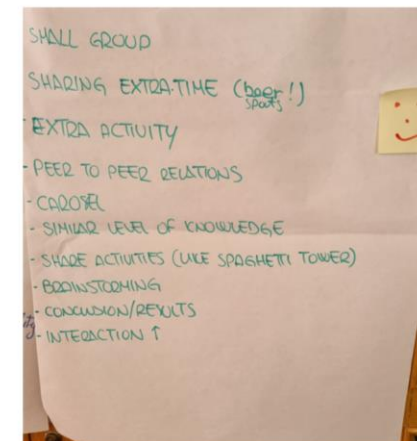 SMALL GROUP
SHARING EXTRA-TIME (beer!)
sports
- EXTRA ACTIVITY
- PEER TO PEER RELATIONS
- CAROSEL
- SIMILAR LEVEL OF KNOWLEDGE
- SHARE ACTIVITIES (LIKE SPAGHETTI TOWER)
- BRAINSTORMING
- CONCLUSION/RESULTS
- INTERACTION ↑